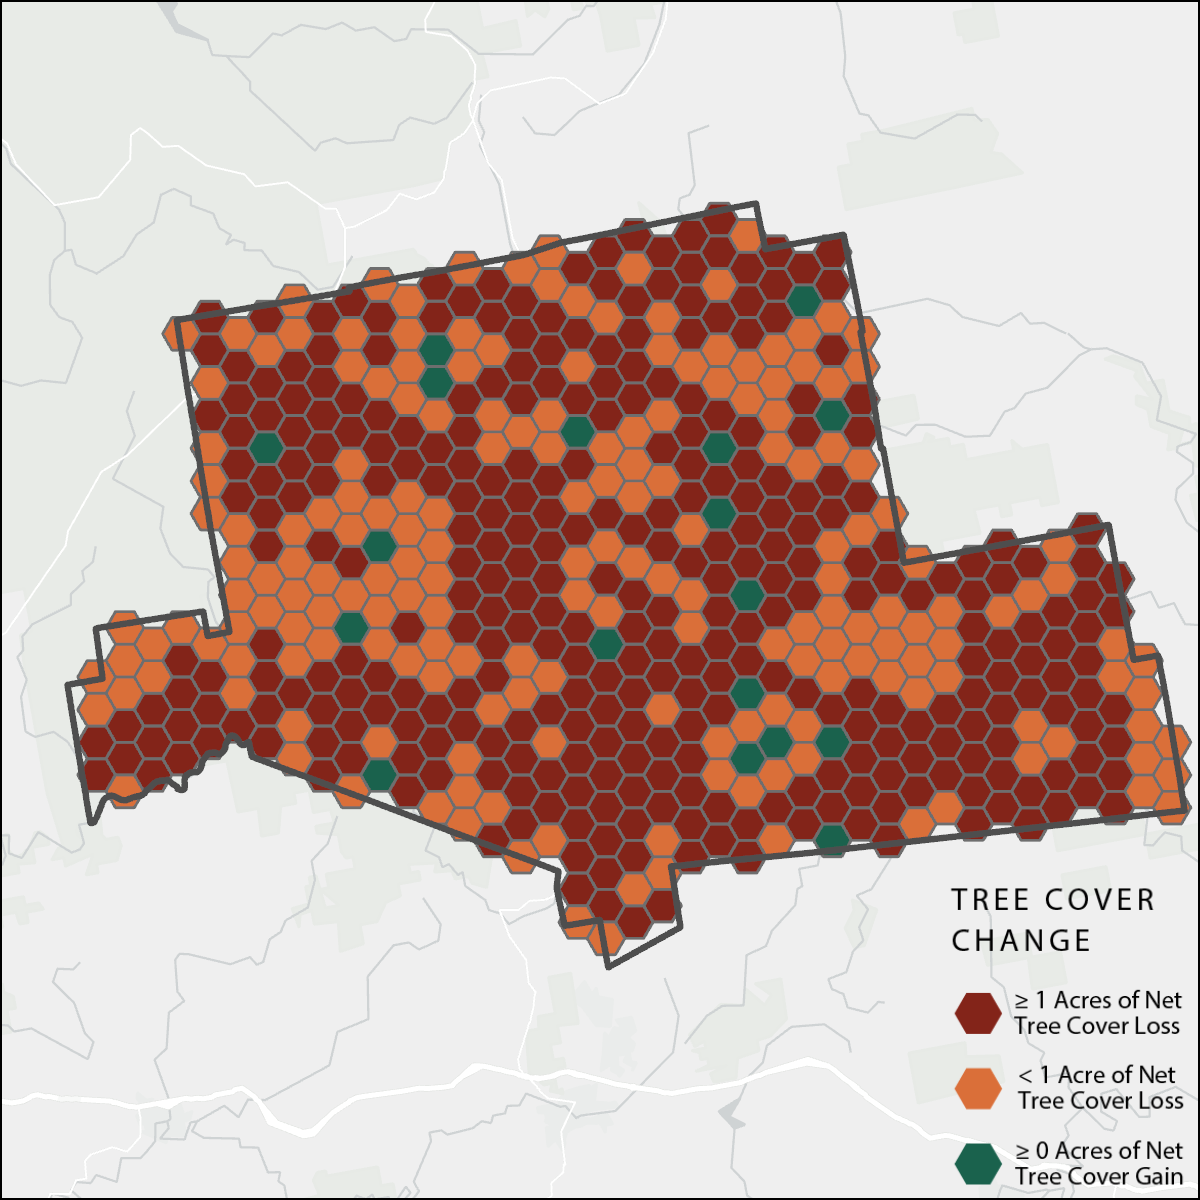 TREE COVER
CHANGE
≥ 1 Acres of Net
Tree Cover Loss
< 1 Acre of Net
Tree Cover Loss
≥ 0 Acres of Net
Tree Cover Gain